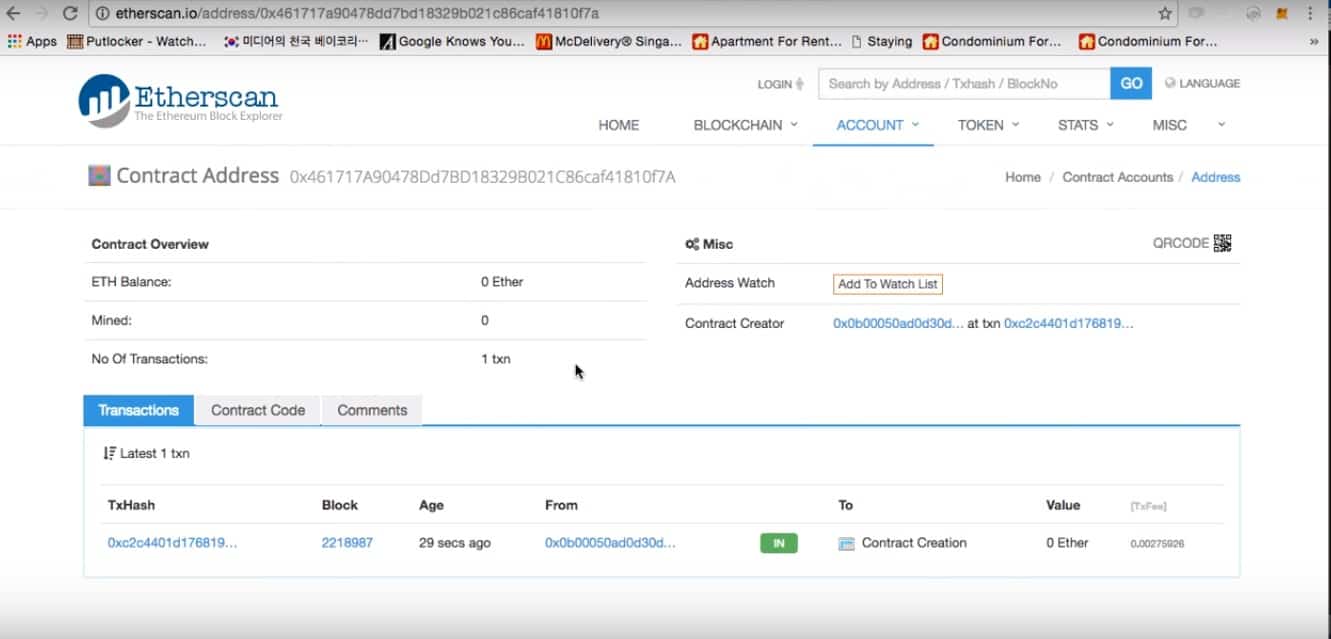 etherscan.io/address/0x461717a90478dd7bd18329b021c86caf41810f7a
Apps Putlocker - Watch... 미디어의 천국 베이코리... Google Knows You... McDelivery® Singa... Apartment For Rent... Staying Condominium For... Condominium For... »
LOGIN Search by Address / Txhash / BlockNo GO LANGUAGE
Etherscan
The Ethereum Block Explorer
HOME BLOCKCHAIN ACCOUNT TOKEN STATS MISC
Contract Address 0x461717A90478Dd7BD18329B021C86caf41810f7A
Home / Contract Accounts / Address
Contract Overview
Misc QRCODE
ETH Balance: 0 Ether
Address Watch Add To Watch List
Mined: 0
Contract Creator 0x0b00050ad0d30d... at txn 0xc2c4401d176819...
No Of Transactions: 1 txn
Transactions Contract Code Comments
Latest 1 txn
TxHash Block Age From To Value [TxFee]
0xc2c4401d176819... 2218987 29 secs ago 0x0b00050ad0d30d... IN Contract Creation 0 Ether 0.00275926